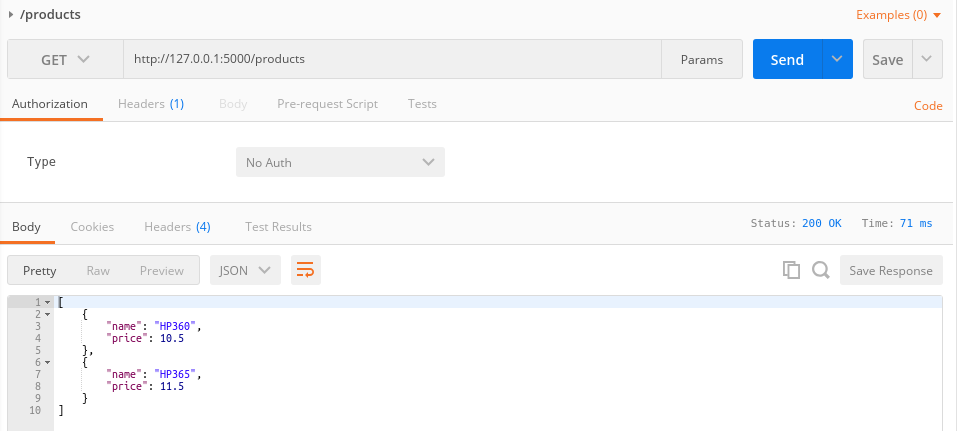 /products Examples (0)
GET http://127.0.0.1:5000/products Params Send Save
Authorization Headers (1) Body Pre-request Script Tests Code
Type No Auth
Body Cookies Headers (4) Test Results Status: 200 OK Time: 71 ms
Pretty Raw Preview JSON Save Response
1 [
2 {
3 "name": "HP360",
4 "price": 10.5
5 },
6 {
7 "name": "HP365",
8 "price": 11.5
9 }
10 ]